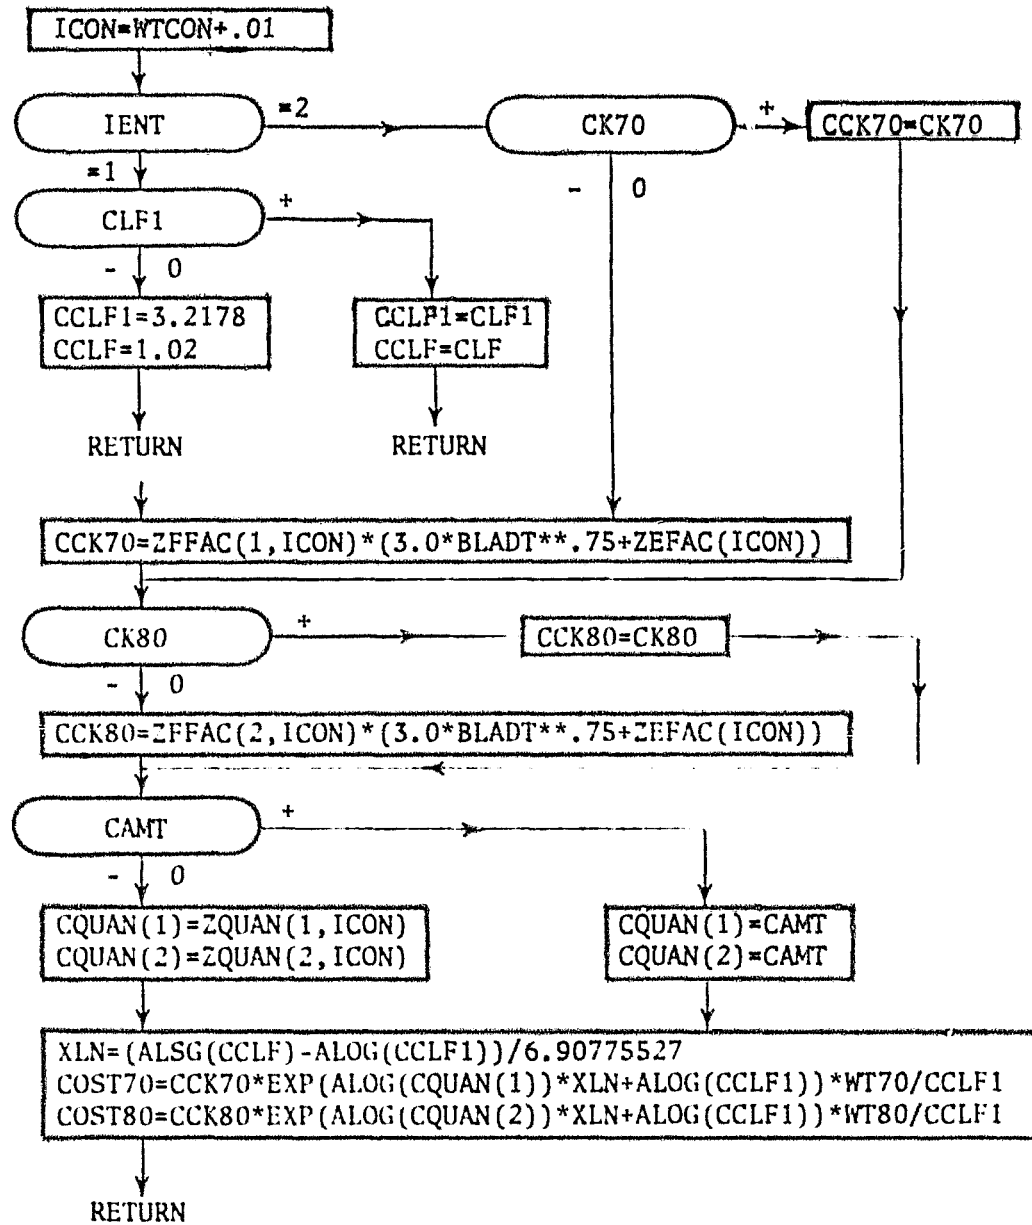 ICON=WTCON+.01
IENT
=2
CK70
+
CCK70=CK70
=1
- 0
CLF1
+
- 0
CCLF1=3.2178
CCLF=1.02
CCLF1=CLF1
CCLF=CLF
RETURN
RETURN
CCK70=ZFFAC(1,ICON)*(3.0*BLADT**.75+ZEFAC(ICON))
CK80
+
CCK80=CK80
- 0
CCK80=ZFFAC(2,ICON)*(3.0*BLADT**.75+ZEFAC(ICON))
CAMT
+
- 0
CQUAN(1)=ZQUAN(1,ICON)
CQUAN(2)=ZQUAN(2,ICON)
CQUAN(1)=CAMT
CQUAN(2)=CAMT
XLN=(ALSG(CCLF)-ALOG(CCLF1))/6.90775527
COST70=CCK70*EXP(ALOG(CQUAN(1))*XLN+ALOG(CCLF1))*WT70/CCLF1
COST80=CCK80*EXP(ALOG(CQUAN(2))*XLN+ALOG(CCLF1))*WT80/CCLF1
RETURN